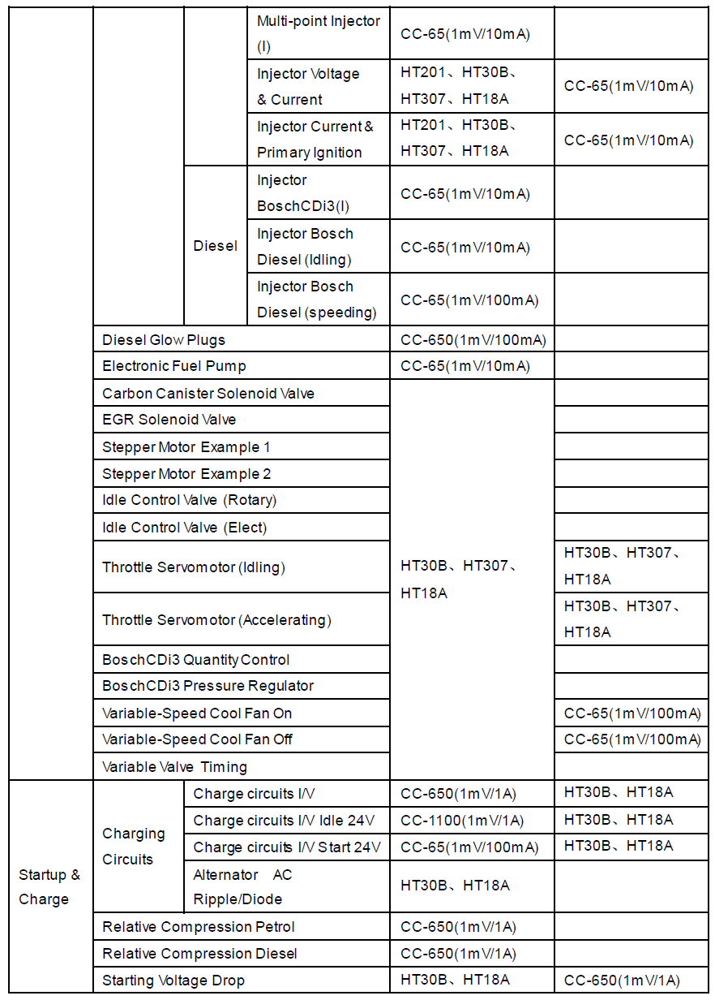 Multi-point Injector
(I)
CC-65(1mV/10mA)
Injector Voltage
& Current
HT201、HT30B、
HT307、HT18A
CC-65(1mV/10mA)
Injector Current &
Primary Ignition
HT201、HT30B、
HT307、HT18A
CC-65(1mV/10mA)
Diesel
Injector
BoschCDi3(I)
CC-65(1mV/10mA)
Injector Bosch
Diesel (Idling)
CC-65(1mV/10mA)
Injector Bosch
Diesel (speeding)
CC-65(1mV/100mA)
Diesel Glow Plugs
CC-650(1mV/100mA)
Electronic Fuel Pump
CC-65(1mV/10mA)
Carbon Canister Solenoid Valve
EGR Solenoid Valve
Stepper Motor Example 1
Stepper Motor Example 2
Idle Control Valve (Rotary)
Idle Control Valve (Elect)
HT30B、HT307、
HT18A
Throttle Servomotor (Idling)
HT30B、HT307、
HT18A
Throttle Servomotor (Accelerating)
HT30B、HT307、
HT18A
BoschCDi3 Quantity Control
BoschCDi3 Pressure Regulator
Variable-Speed Cool Fan On
CC-65(1mV/100mA)
Variable-Speed Cool Fan Off
CC-65(1mV/100mA)
Variable Valve Timing
Startup &
Charge
Charging
Circuits
Charge circuits I/V
CC-650(1mV/1A)
HT30B、HT18A
Charge circuits I/V Idle 24V
CC-1100(1mV/1A)
HT30B、HT18A
Charge circuits I/V Start 24V
CC-65(1mV/100mA)
HT30B、HT18A
Alternator AC
Ripple/Diode
HT30B、HT18A
Relative Compression Petrol
CC-650(1mV/1A)
Relative Compression Diesel
CC-650(1mV/1A)
Starting Voltage Drop
HT30B、HT18A
CC-650(1mV/1A)